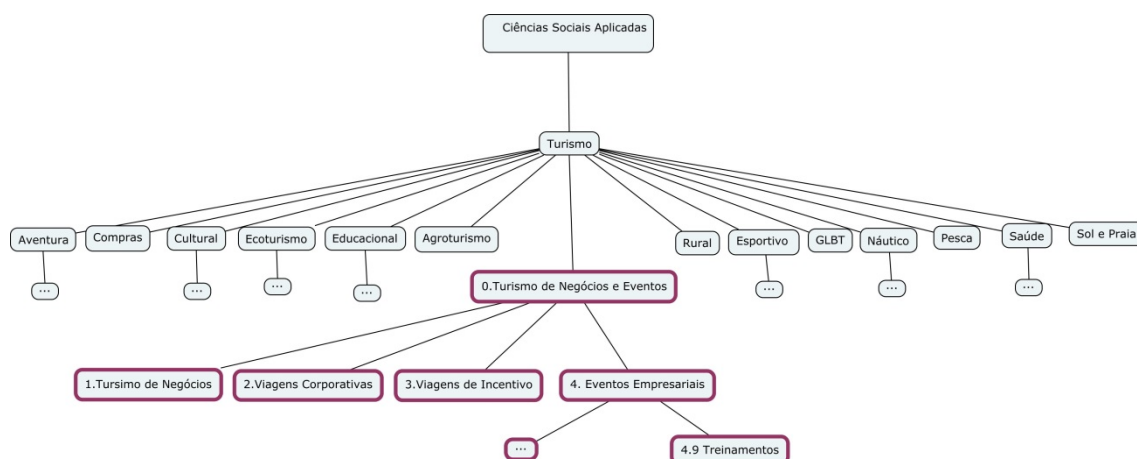 Ciências Sociais Aplicadas
Turismo
Aventura
Compras
Cultural
Ecoturismo
Educacional
Agroturismo
Rural
Esportivo
GLBT
Náutico
Pesca
Saúde
Sol e Praia
...
...
...
...
...
...
...
0.Turismo de Negócios e Eventos
1.Tursimo de Negócios
2.Viagens Corporativas
3.Viagens de Incentivo
4. Eventos Empresariais
...
4.9 Treinamentos